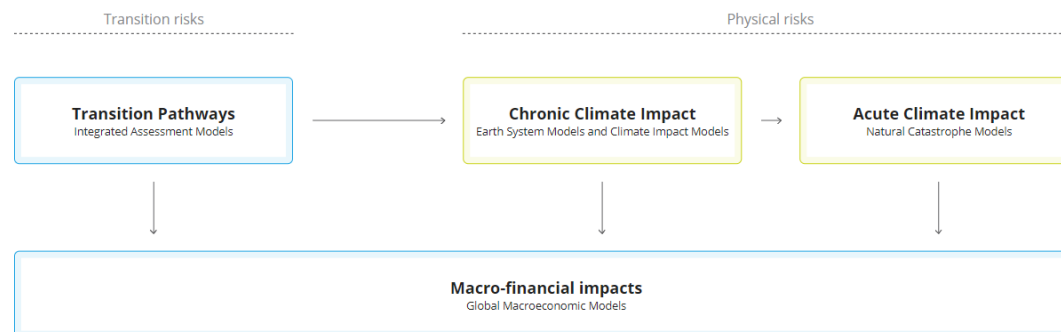 Transition risks
Physical risks
Transition Pathways
Integrated Assessment Models
Chronic Climate Impact
Earth System Models and Climate Impact Models
Acute Climate Impact
Natural Catastrophe Models
Macro-financial impacts
Global Macroeconomic Models